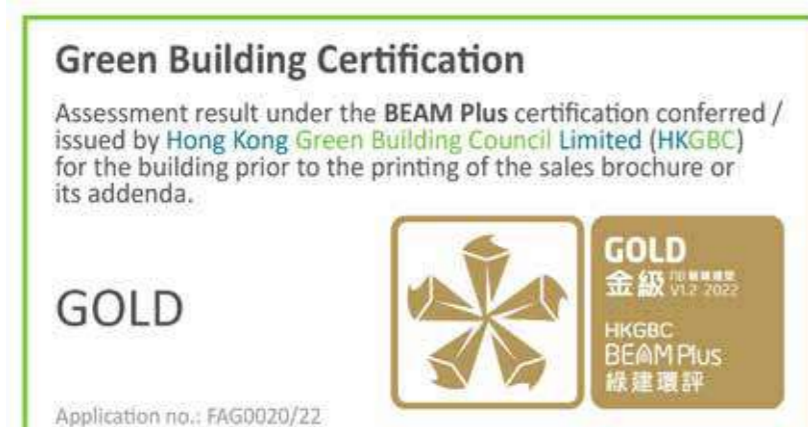 Green Building Certification
Assessment result under the BEAM Plus certification conferred /
issued by Hong Kong Green Building Council Limited (HKGBC)
for the building prior to the printing of the sales brochure or
its addenda.
GOLD
GOLD
金級 NB
V1.2 2022
HKGBC
BEAM Plus
綠建環評
Application no.: FAG0020/22